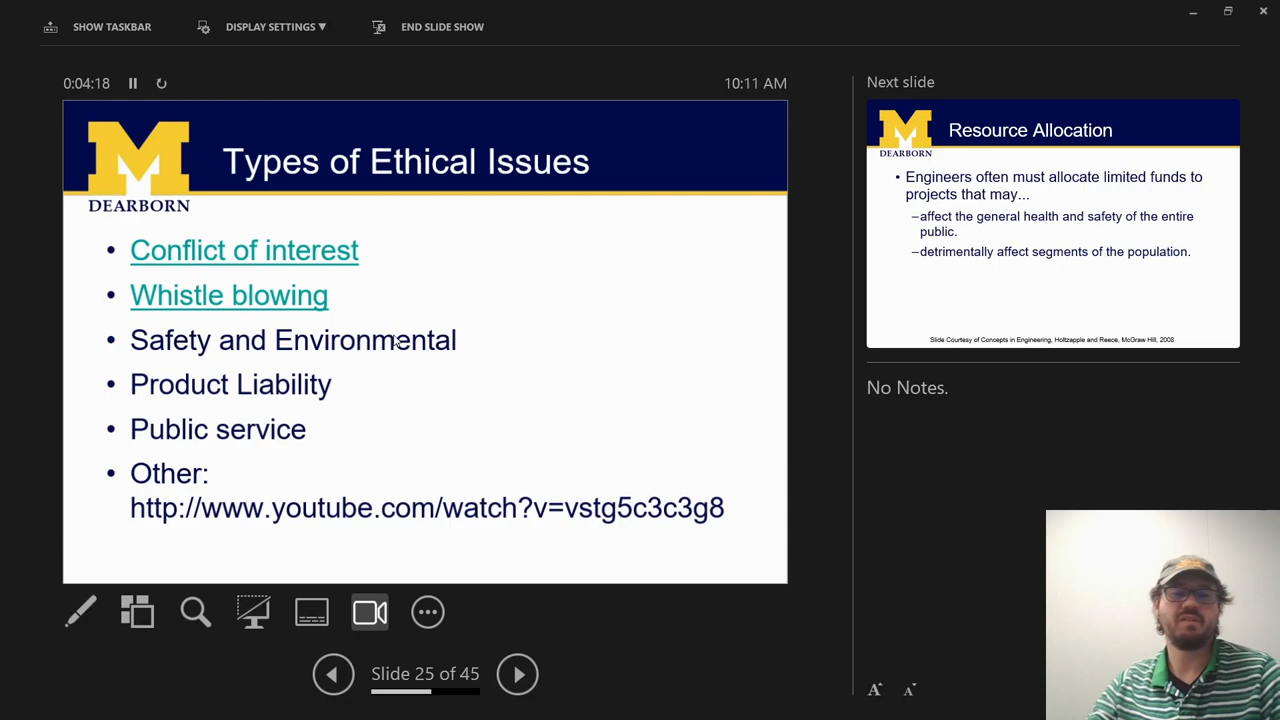 SHOW TASKBAR
DISPLAY SETTINGS ▼
END SLIDE SHOW
0:04:18
10:11 AM
M
DEARBORN
Types of Ethical Issues
• Conflict of interest
• Whistle blowing
• Safety and Environmental
• Product Liability
• Public service
• Other:
http://www.youtube.com/watch?v=vstg5c3c3g8
Slide 25 of 45
Next slide
M
DEARBORN
Resource Allocation
• Engineers often must allocate limited funds to
projects that may...
–affect the general health and safety of the entire
public.
–detrimentally affect segments of the population.
Slide Courtesy of Concepts in Engineering, Holtzapple and Reece, McGraw Hill, 2008
No Notes.
A A